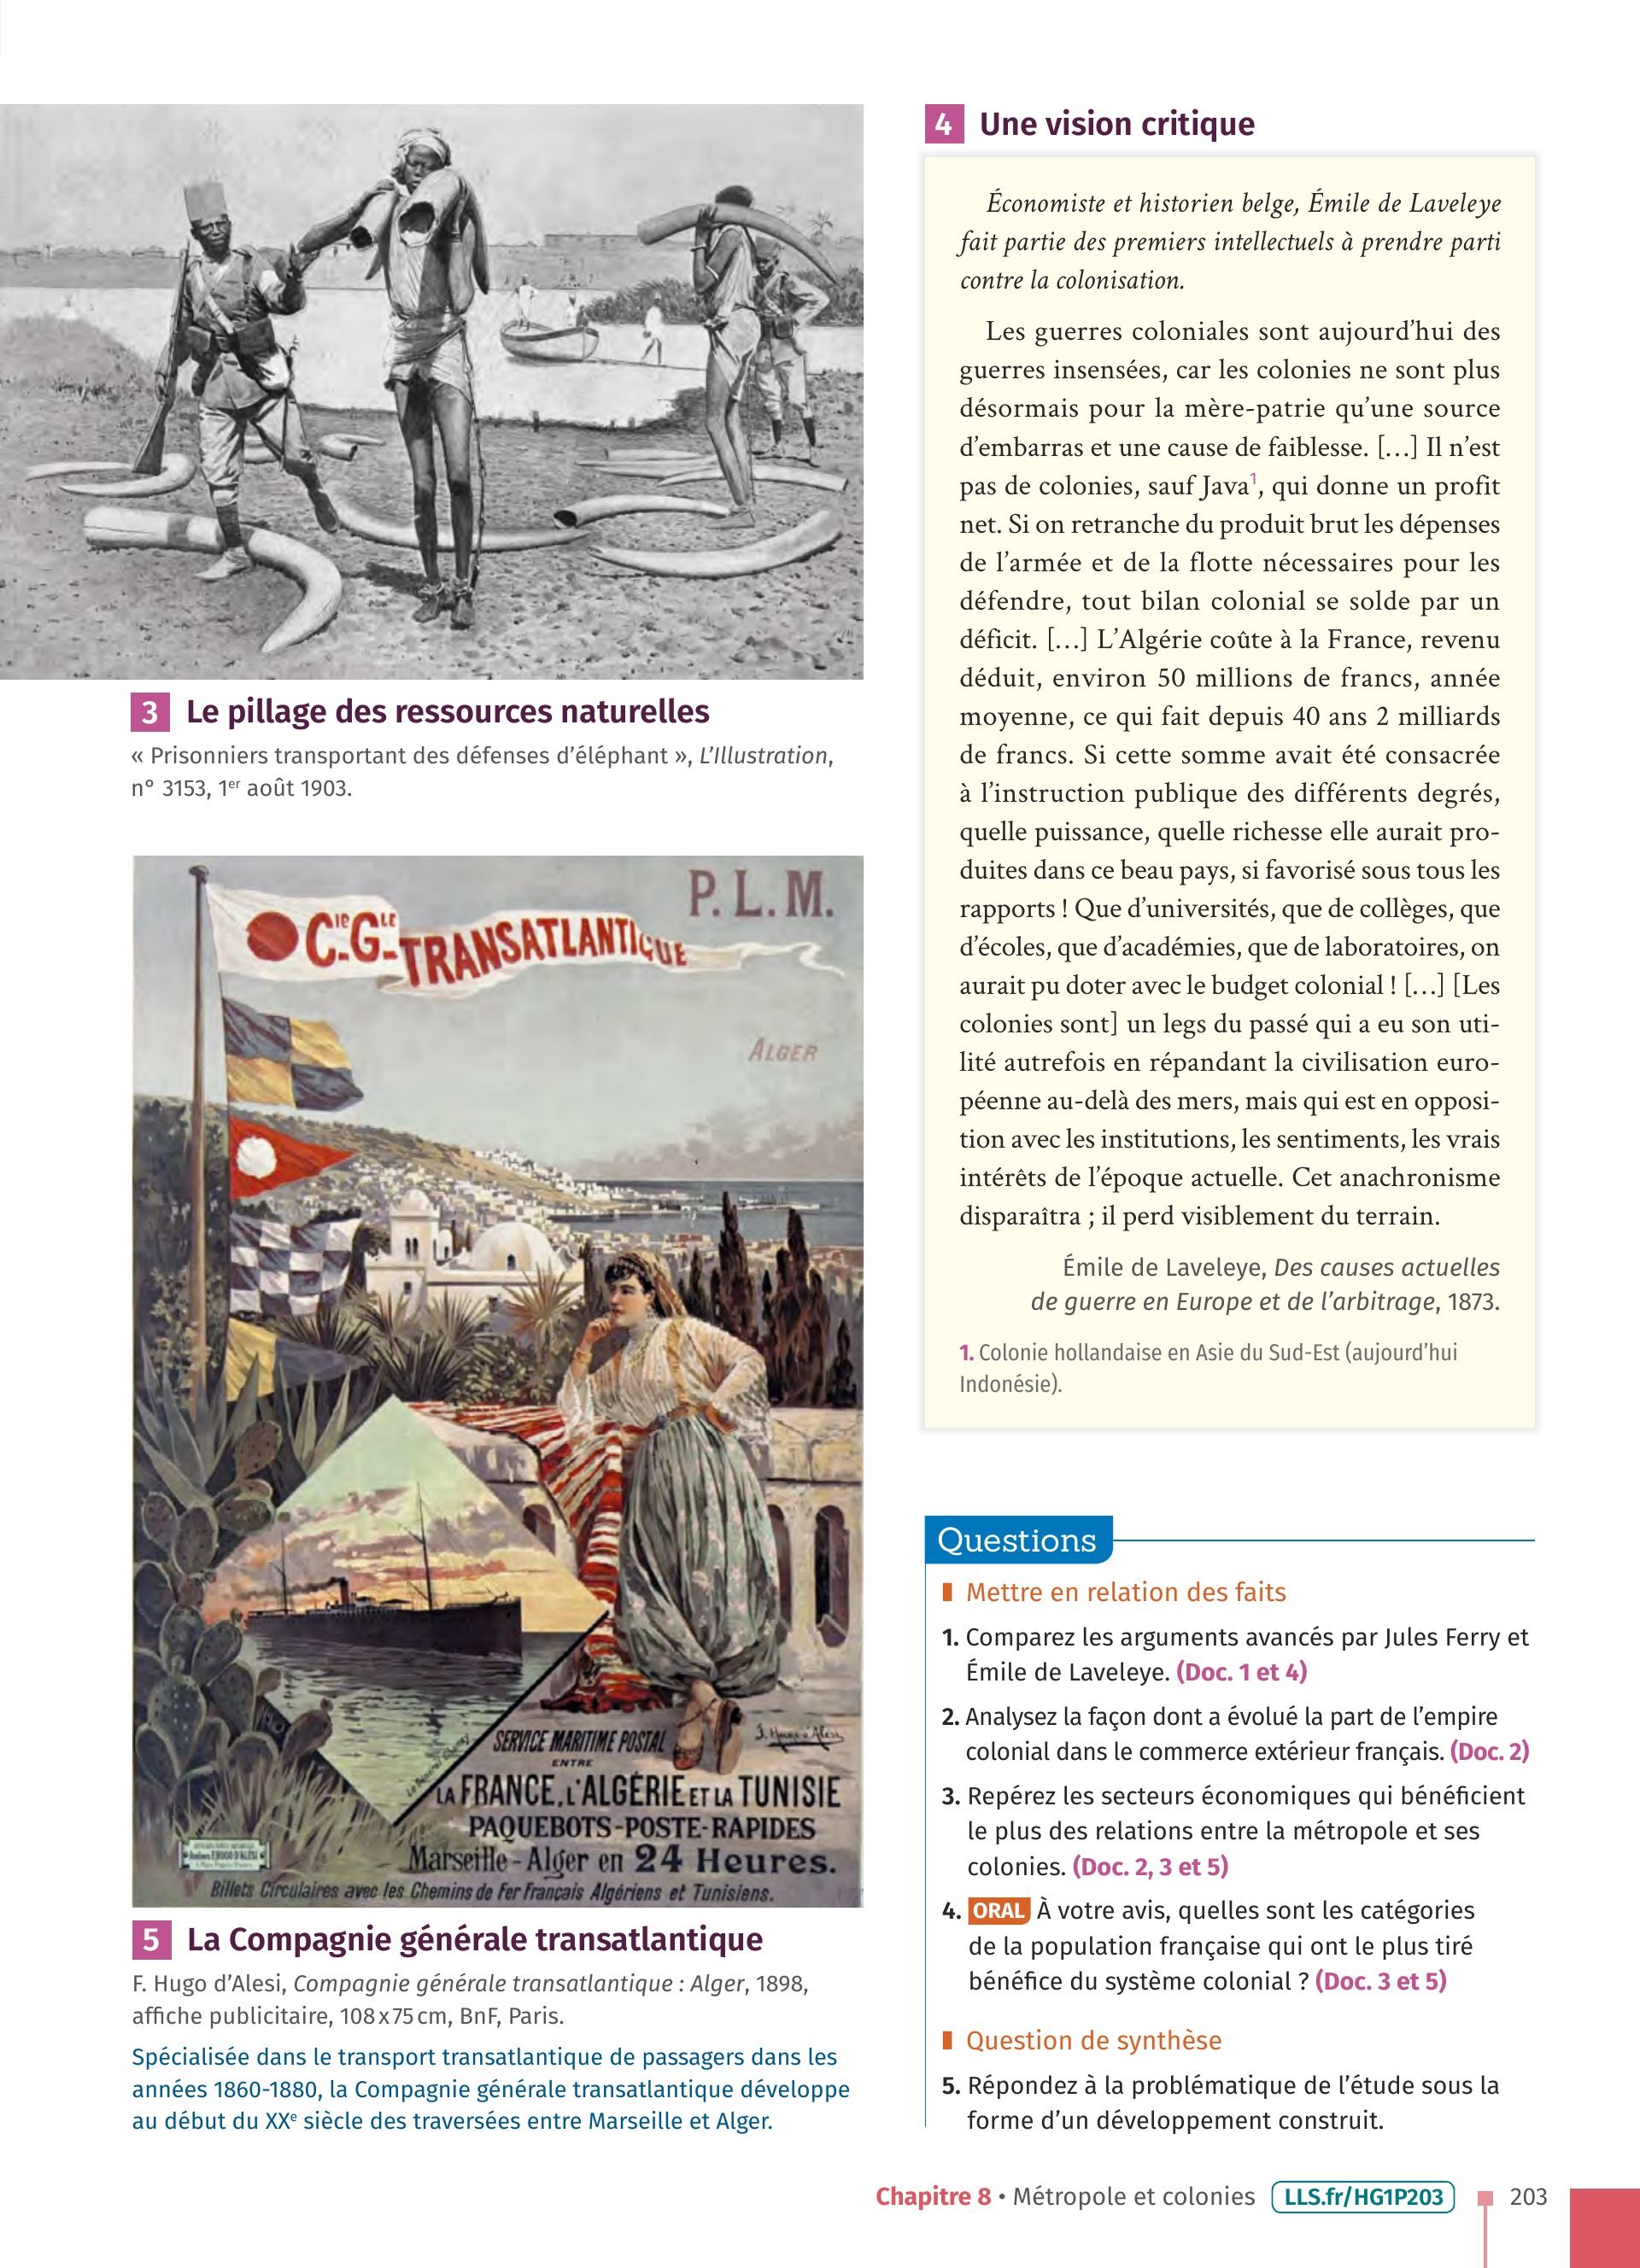 4 Une vision critique
Économiste et historien belge, Émile de Laveleye
fait partie des premiers intellectuels à prendre parti
contre la colonisation.
Les guerres coloniales sont aujourd’hui des
guerres insensées, car les colonies ne sont plus
désormais pour la mère-patrie qu’une source
d’embarras et une cause de faiblesse. […] Il n’est
pas de colonies, sauf Java¹, qui donne un profit
net. Si on retranche du produit brut les dépenses
de l’armée et de la flotte nécessaires pour les
défendre, tout bilan colonial se solde par un
déficit. […] L’Algérie coûte à la France, revenu
déduit, environ 50 millions de francs, année
moyenne, ce qui fait depuis 40 ans 2 milliards
de francs. Si cette somme avait été consacrée
à l’instruction publique des différents degrés,
quelle puissance, quelle richesse elle aurait pro-
duites dans ce beau pays, si favorisé sous tous les
rapports ! Que d’universités, que de collèges, que
d’écoles, que d’académies, que de laboratoires, on
aurait pu doter avec le budget colonial ! […] [Les
colonies sont] un legs du passé qui a eu son uti-
lité autrefois en répandant la civilisation euro-
péenne au-delà des mers, mais qui est en opposi-
tion avec les institutions, les sentiments, les vrais
intérêts de l’époque actuelle. Cet anachronisme
disparaîtra ; il perd visiblement du terrain.
Émile de Laveleye, Des causes actuelles
de guerre en Europe et de l’arbitrage, 1873.
1. Colonie hollandaise en Asie du Sud-Est (aujourd’hui
Indonésie).
3 Le pillage des ressources naturelles
« Prisonniers transportant des défenses d’éléphant », L’Illustration,
n° 3153, 1er août 1903.
P.L.M.
Cie Gle TRANSATLANTIQUE
ALGER
SERVICE MARITIME POSTAL
ENTRE
LA FRANCE, L’ALGÉRIE ET LA TUNISIE
PAQUEBOTS-POSTE-RAPIDES
Marseille-Alger en 24 Heures.
Billets Circulaires avec les Chemins de Fer Français Algériens et Tunisiens.
5 La Compagnie générale transatlantique
F. Hugo d’Alesi, Compagnie générale transatlantique : Alger, 1898,
affiche publicitaire, 108 x 75 cm, BnF, Paris.
Spécialisée dans le transport transatlantique de passagers dans les
années 1860-1880, la Compagnie générale transatlantique développe
au début du XXe siècle des traversées entre Marseille et Alger.
Questions
Mettre en relation des faits
1. Comparez les arguments avancés par Jules Ferry et
Émile de Laveleye. (Doc. 1 et 4)
2. Analysez la façon dont a évolué la part de l’empire
colonial dans le commerce extérieur français. (Doc. 2)
3. Repérez les secteurs économiques qui bénéficient
le plus des relations entre la métropole et ses
colonies. (Doc. 2, 3 et 5)
4. ORAL À votre avis, quelles sont les catégories
de la population française qui ont le plus tiré
bénéfice du système colonial ? (Doc. 3 et 5)
Question de synthèse
5. Répondez à la problématique de l’étude sous la
forme d’un développement construit.
Chapitre 8 • Métropole et colonies LLS.fr/HG1P203 203